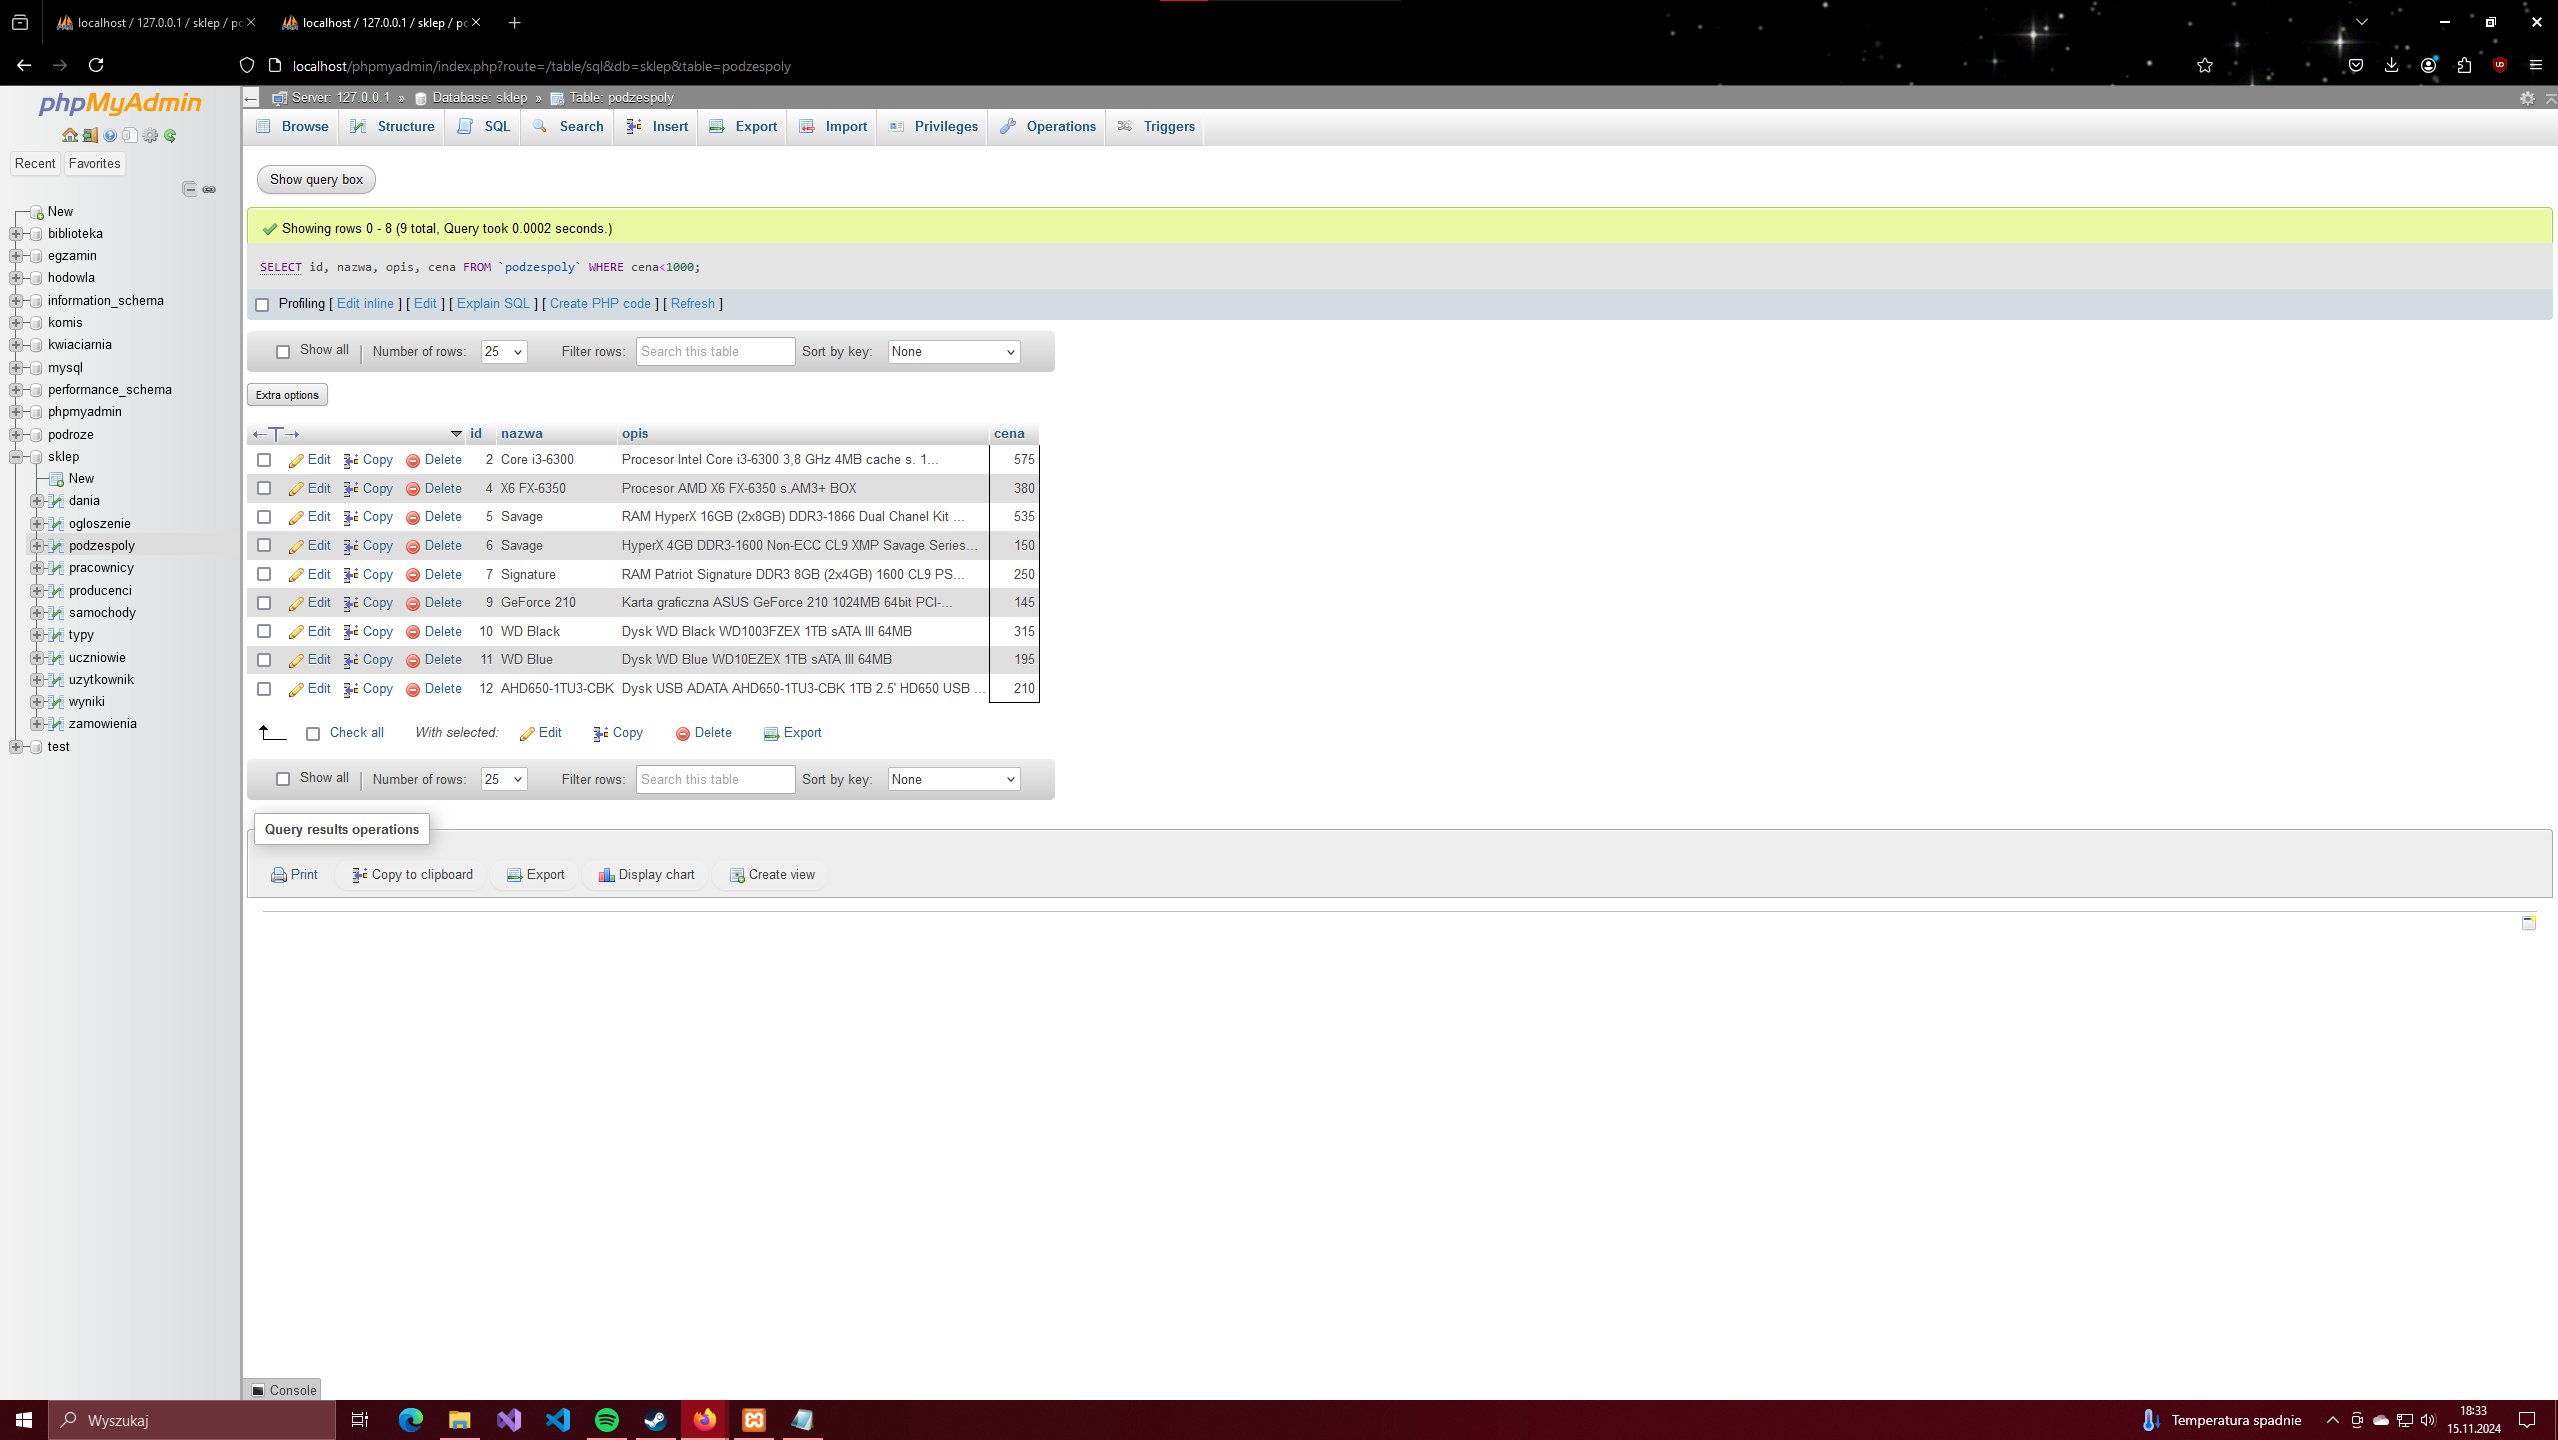 localhost / 127.0.0.1 / sklep / po
localhost / 127.0.0.1 / sklep / po
localhost/phpmyadmin/index.php?route=/table/sql&db=sklep&table=podzespoly
phpMyAdmin
Recent Favorites
New
biblioteka
egzamin
hodowla
information_schema
komis
kwiaciarnia
mysql
performance_schema
phpmyadmin
podroze
sklep
New
dania
ogloszenie
podzespoly
pracownicy
producenci
samochody
typy
uczniowie
uzytkownik
wyniki
zamowienia
test
Server: 127.0.0.1 » Database: sklep » Table: podzespoly
Browse Structure SQL Search Insert Export Import Privileges Operations Triggers
Show query box
Showing rows 0 - 8 (9 total, Query took 0.0002 seconds.)
SELECT id, nazwa, opis, cena FROM `podzespoly` WHERE cena<1000;
Profiling [ Edit inline ] [ Edit ] [ Explain SQL ] [ Create PHP code ] [ Refresh ]
Show all Number of rows: 25 Filter rows: Search this table Sort by key: None
Extra options
←T→ id nazwa opis cena
Edit Copy Delete 2 Core i3-6300 Procesor Intel Core i3-6300 3,8 GHz 4MB cache s. 1... 575
Edit Copy Delete 4 X6 FX-6350 Procesor AMD X6 FX-6350 s.AM3+ BOX 380
Edit Copy Delete 5 Savage RAM HyperX 16GB (2x8GB) DDR3-1866 Dual Chanel Kit ... 535
Edit Copy Delete 6 Savage HyperX 4GB DDR3-1600 Non-ECC CL9 XMP Savage Series... 150
Edit Copy Delete 7 Signature RAM Patriot Signature DDR3 8GB (2x4GB) 1600 CL9 PS... 250
Edit Copy Delete 9 GeForce 210 Karta graficzna ASUS GeForce 210 1024MB 64bit PCI-... 145
Edit Copy Delete 10 WD Black Dysk WD Black WD1003FZEX 1TB sATA III 64MB 315
Edit Copy Delete 11 WD Blue Dysk WD Blue WD10EZEX 1TB sATA III 64MB 195
Edit Copy Delete 12 AHD650-1TU3-CBK Dysk USB ADATA AHD650-1TU3-CBK 1TB 2.5' HD650 USB ... 210
Check all With selected: Edit Copy Delete Export
Show all Number of rows: 25 Filter rows: Search this table Sort by key: None
Query results operations
Print Copy to clipboard Export Display chart Create view
Console
Wyszukaj
Temperatura spadnie
18:33
15.11.2024